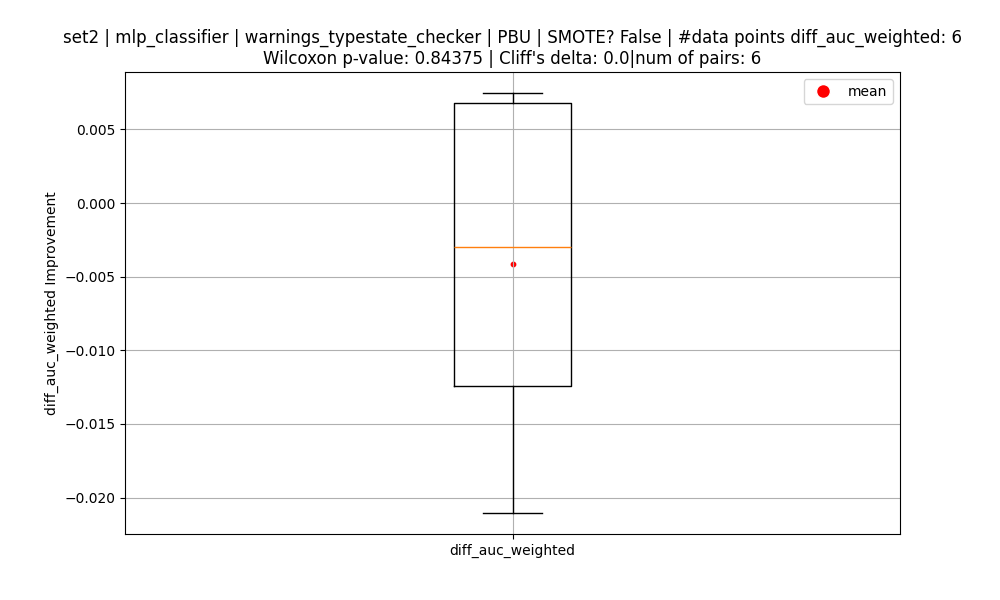 set2 | mlp_classifier | warnings_typestate_checker | PBU | SMOTE? False | #data points diff_auc_weighted: 6
Wilcoxon p-value: 0.84375 | Cliff's delta: 0.0|num of pairs: 6
mean
0.005
0.000
−0.005
−0.010
−0.015
−0.020
diff_auc_weighted Improvement
diff_auc_weighted